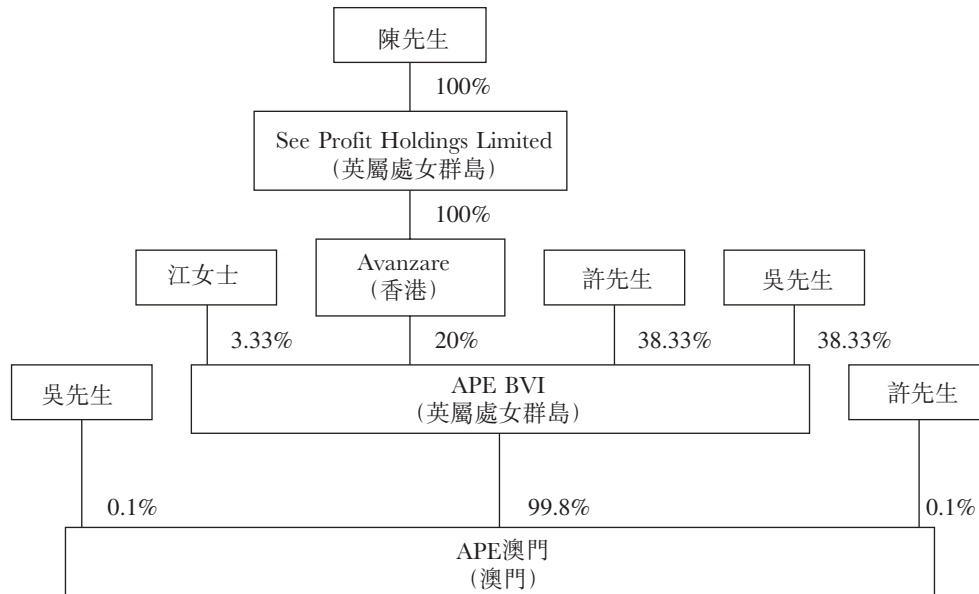 陳先生
100%
See Profit Holdings Limited
（英屬處女群島）
100%
江女士
Avanzare
（香港）
許先生
吳先生
3.33%
20%
38.33%
38.33%
吳先生
APE BVI
（英屬處女群島）
許先生
0.1%
99.8%
0.1%
APE澳門
（澳門）